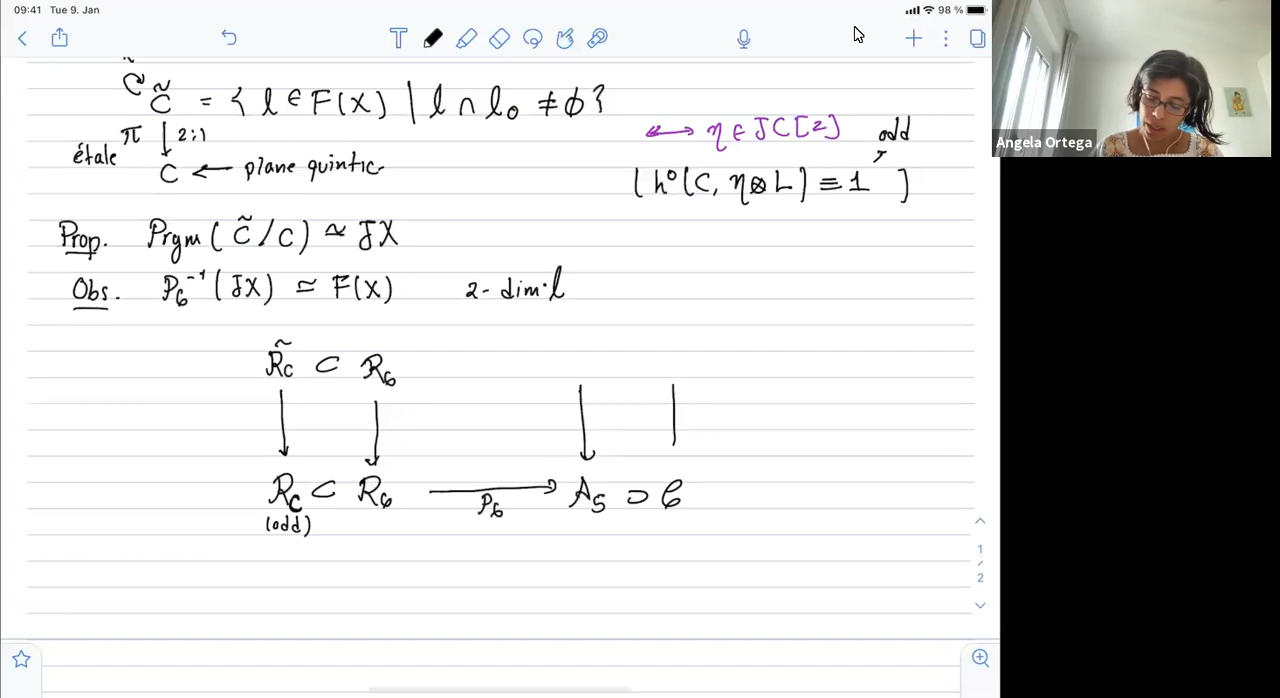 09:41 Tue 9. Jan
98 %
C̃ = { l ∈ F(X) | l ∩ l₀ ≠ ∅ }
π ↓ 2:1
étale
⟷ η ∈ JC[2] odd
C ← plane quintic
( h⁰(C, η⊗L) ≡ 1 )
Prop. Prym( C̃ / C ) ≃ JX
Obs. P₆⁻¹( JX ) ≃ F(X) 2-dim'l
R̃_C ⊂ R₆
R_C ⊂ R₆ → A₅ ⊃ C
P₆
(odd)
1
/
2
Angela Ortega